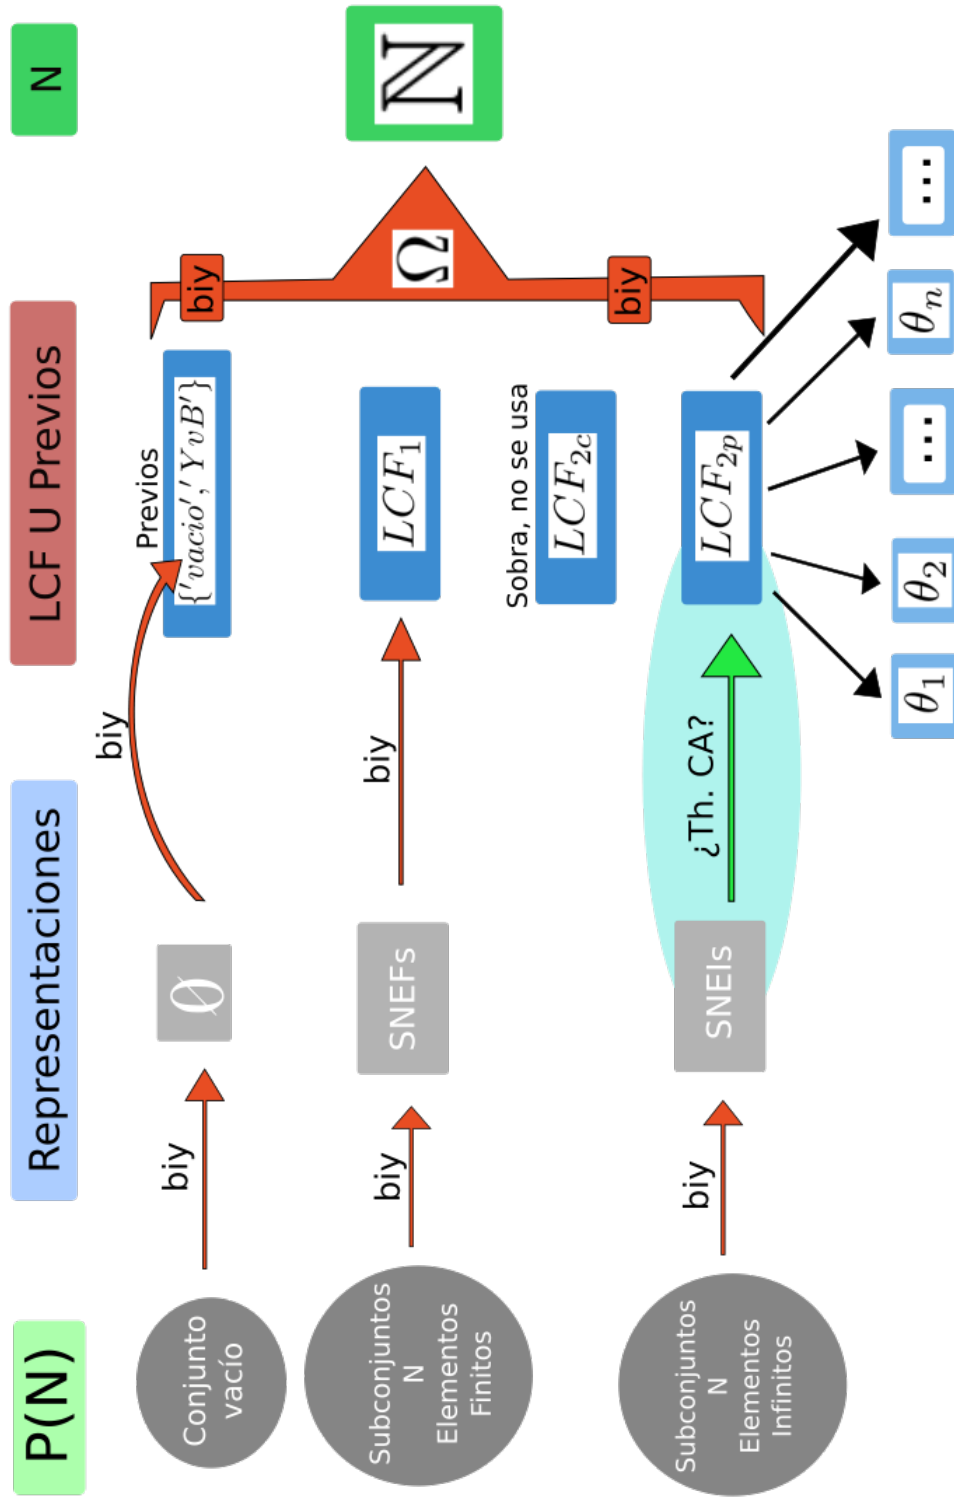 P(N)
Representaciones
LCF U Previos
N
Conjunto
vacío
biy
Ø
biy
Previos
{'vacio','YvB'}
biy
Subconjuntos
N
Elementos
Finitos
biy
SNEFs
biy
LCF₁
Ω
ℕ
Sobra, no se usa
LCF₂c
biy
Subconjuntos
N
Elementos
Infinitos
biy
SNEIs
¿Th. CA?
LCF₂p
θ₁
θ₂
...
θₙ
...